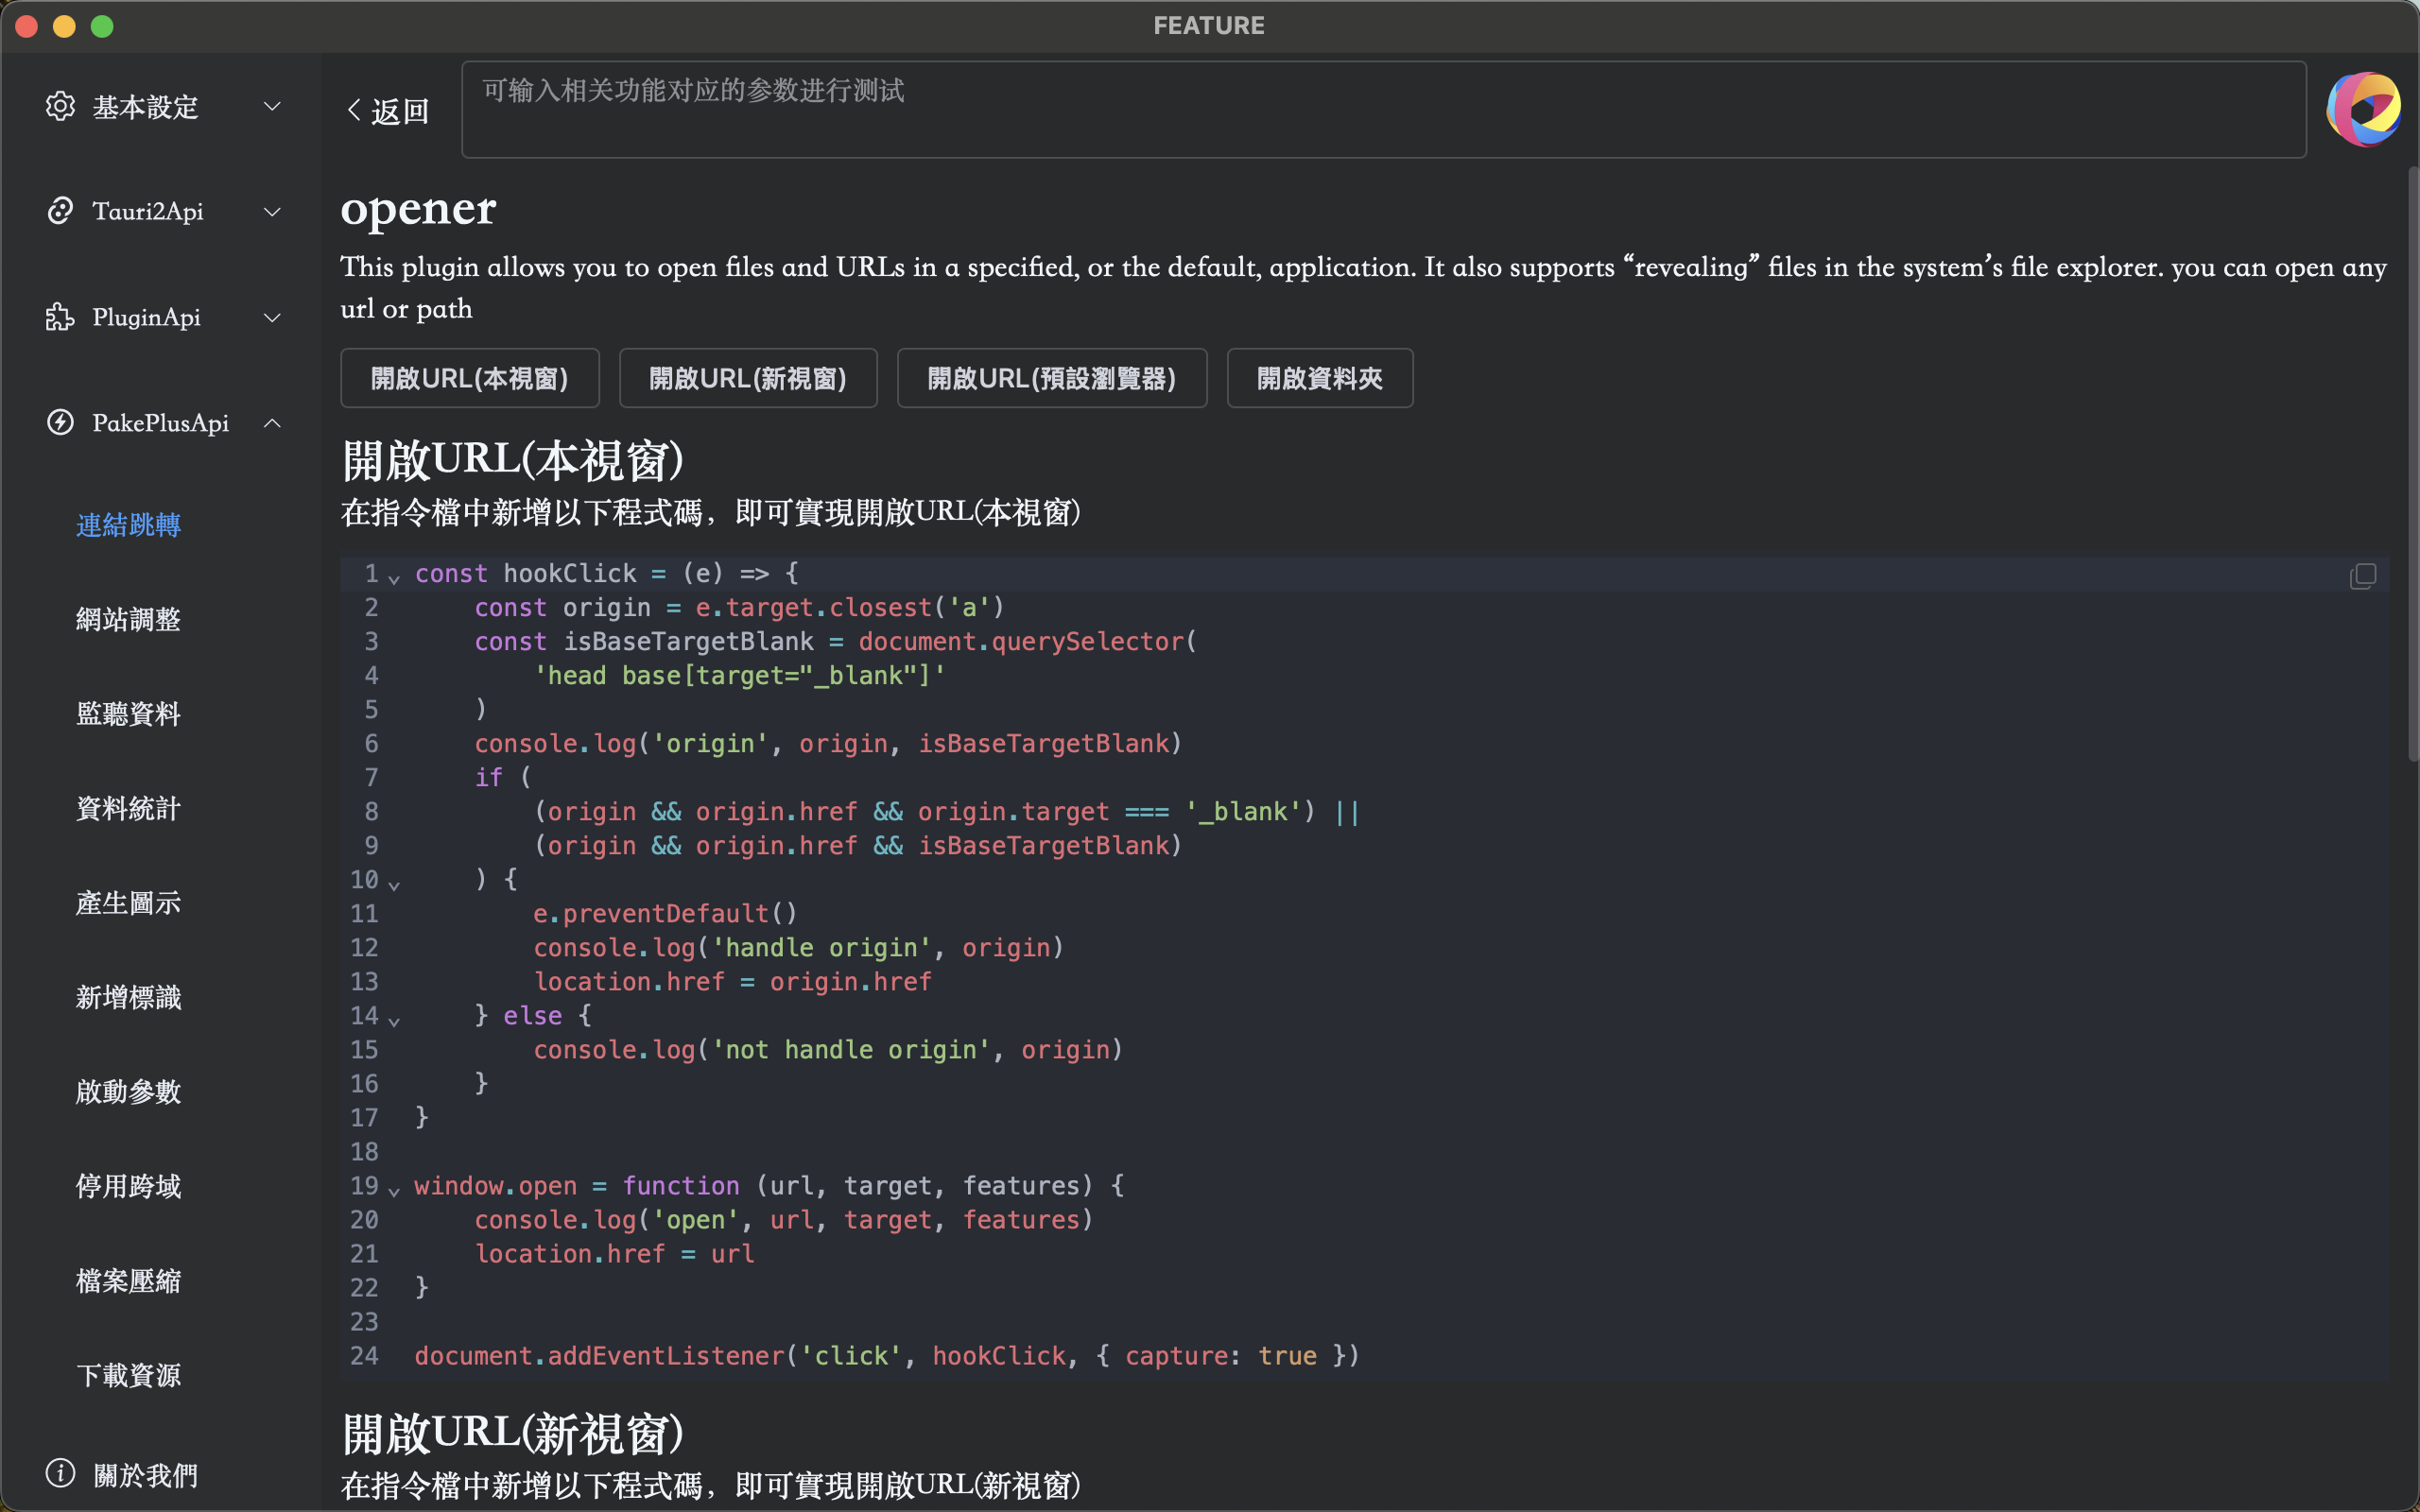 FEATURE
基本設定
Tauri2Api
PluginApi
PakePlusApi
連結跳轉
網站調整
監聽資料
資料統計
產生圖示
新增標識
啟動參數
停用跨域
檔案壓縮
下載資源
關於我們
返回
可输入相关功能对应的参数进行测试
opener
This plugin allows you to open files and URLs in a specified, or the default, application. It also supports “revealing” files in the system’s file explorer. you can open any
url or path
開啟URL(本視窗) 開啟URL(新視窗) 開啟URL(預設瀏覽器) 開啟資料夾
開啟URL(本視窗)
在指令檔中新增以下程式碼，即可實現開啟URL(本視窗)
1 const hookClick = (e) => {
2     const origin = e.target.closest('a')
3     const isBaseTargetBlank = document.querySelector(
4         'head base[target="_blank"]'
5     )
6     console.log('origin', origin, isBaseTargetBlank)
7     if (
8         (origin && origin.href && origin.target === '_blank') ||
9         (origin && origin.href && isBaseTargetBlank)
10     ) {
11         e.preventDefault()
12         console.log('handle origin', origin)
13         location.href = origin.href
14     } else {
15         console.log('not handle origin', origin)
16     }
17 }
18
19 window.open = function (url, target, features) {
20     console.log('open', url, target, features)
21     location.href = url
22 }
23
24 document.addEventListener('click', hookClick, { capture: true })
開啟URL(新視窗)
在指令檔中新增以下程式碼，即可實現開啟URL(新視窗)